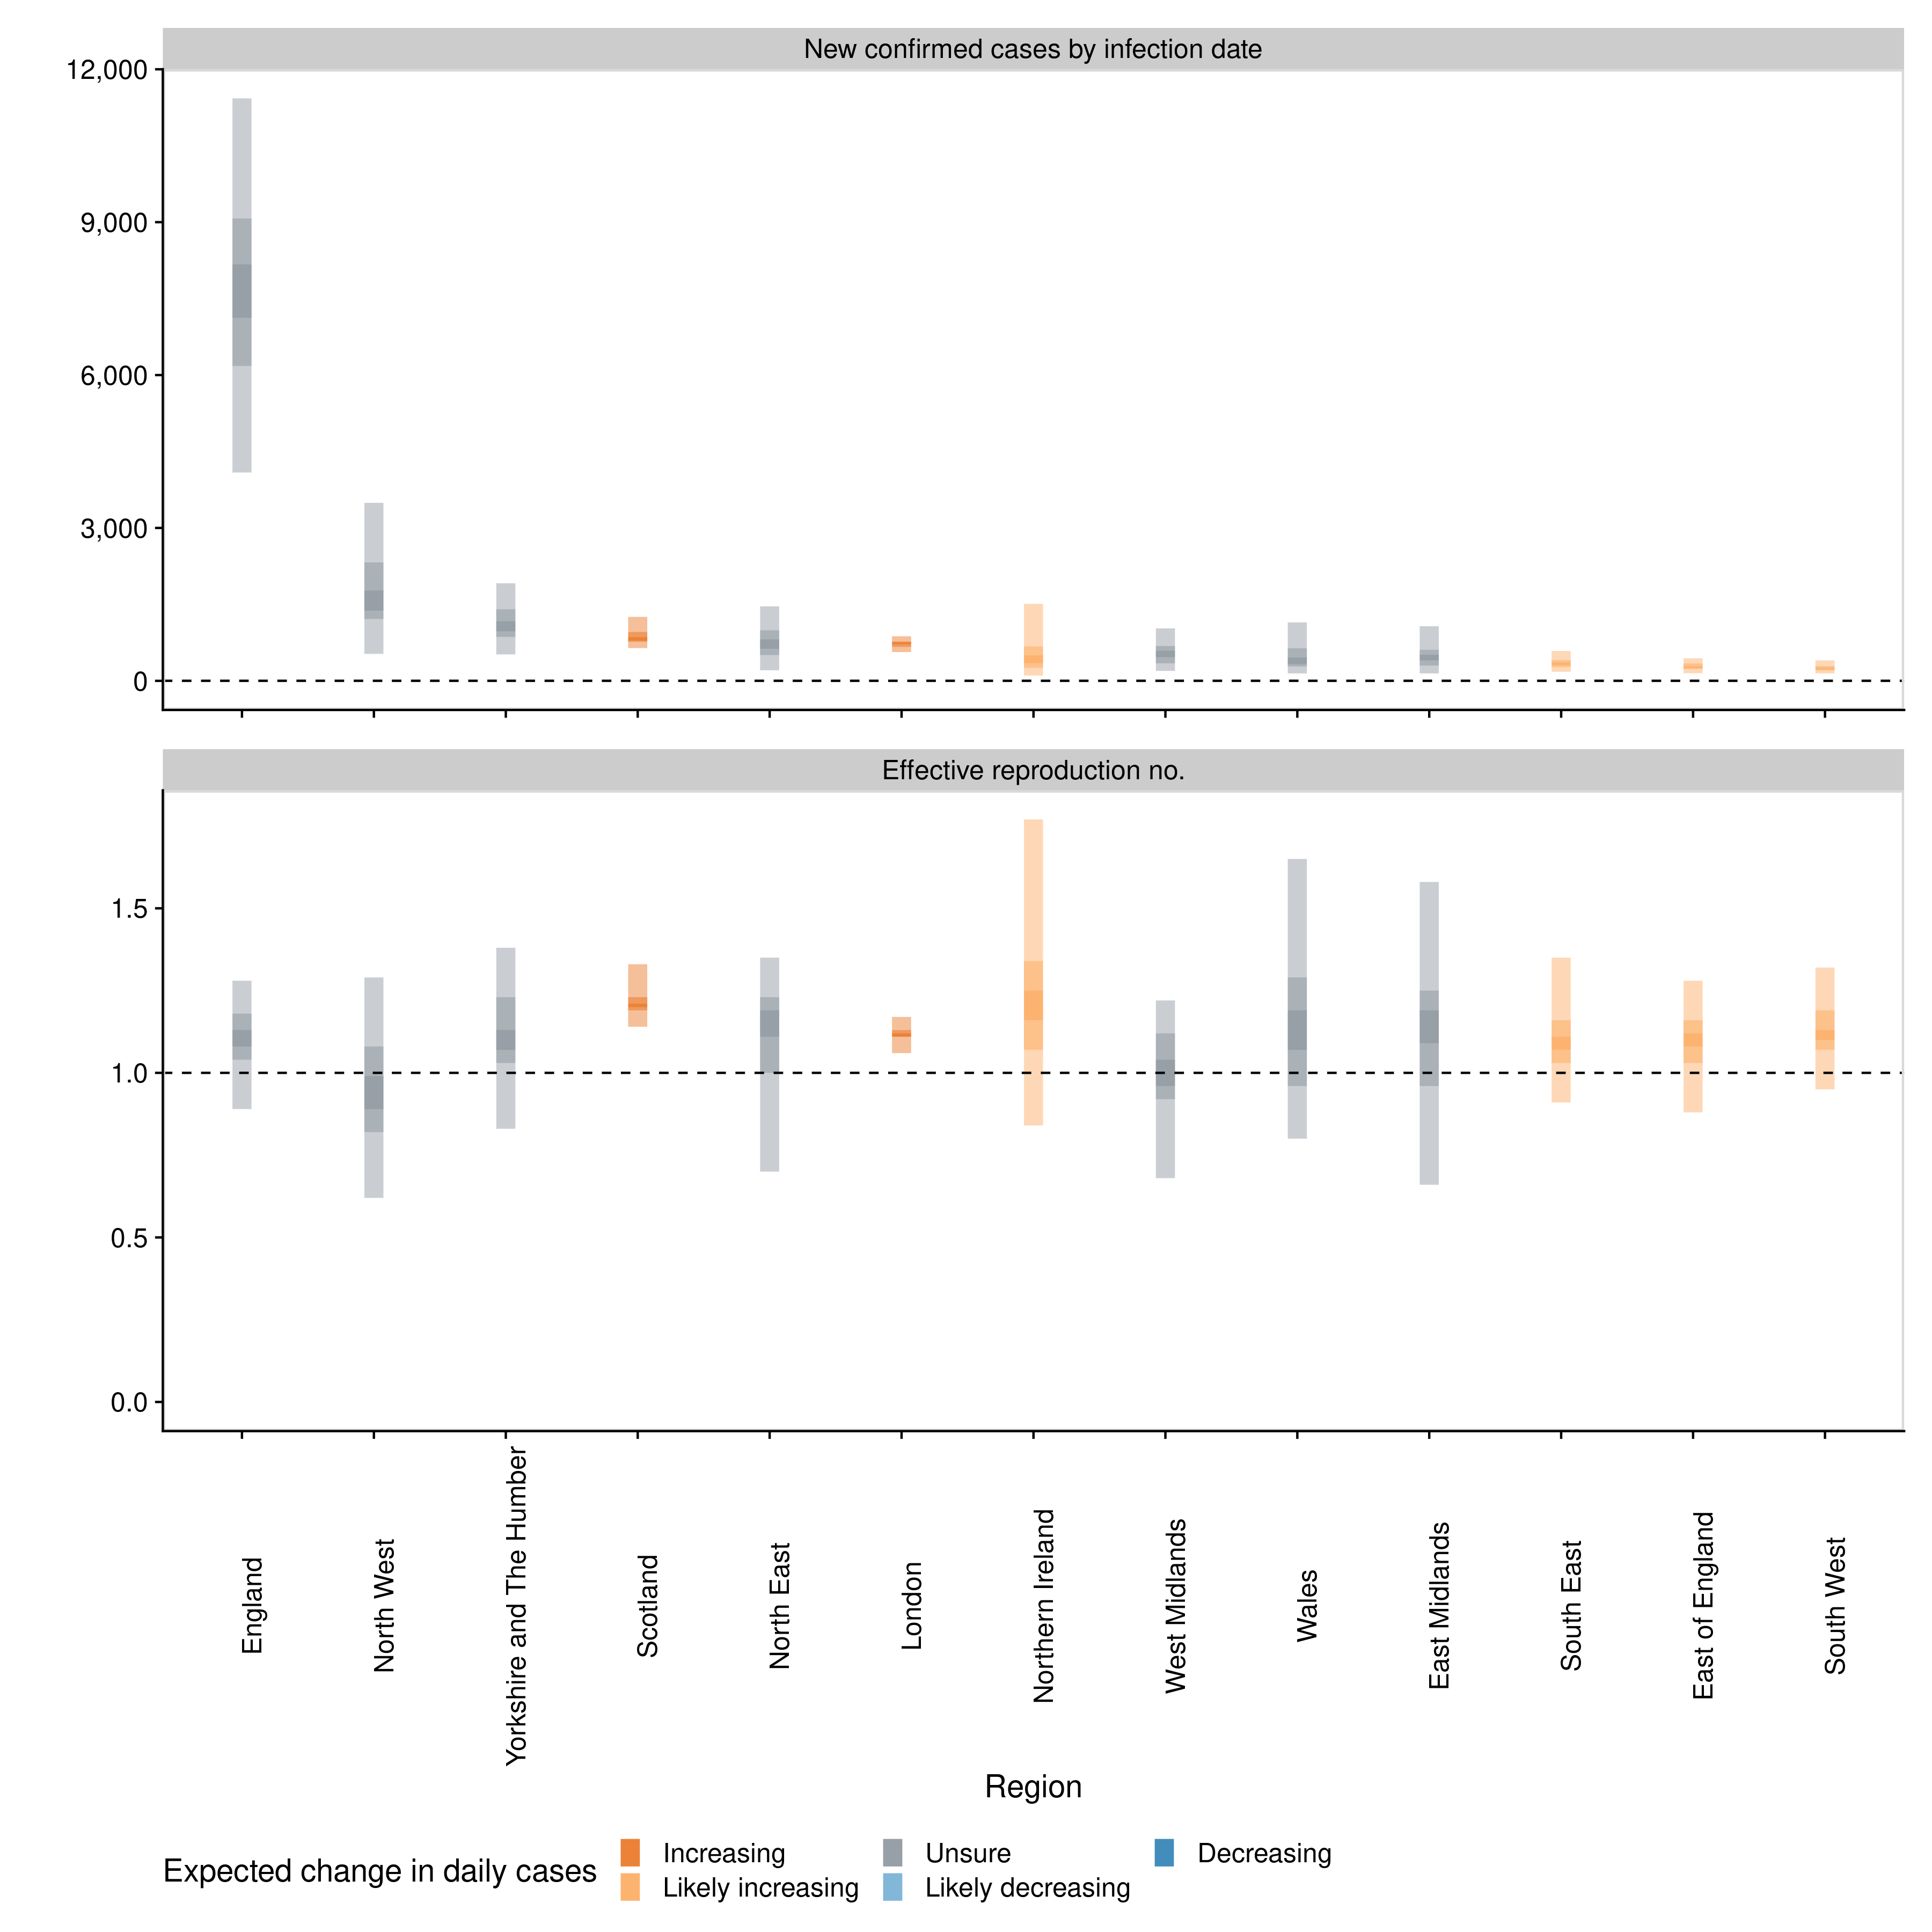 New confirmed cases by infection date
12,000
9,000
6,000
3,000
0
Effective reproduction no.
1.5
1.0
0.5
0.0
England
North West
Yorkshire and The Humber
Scotland
North East
London
Northern Ireland
West Midlands
Wales
East Midlands
South East
East of England
South West
Region
Expected change in daily cases
Increasing
Unsure
Decreasing
Likely increasing
Likely decreasing